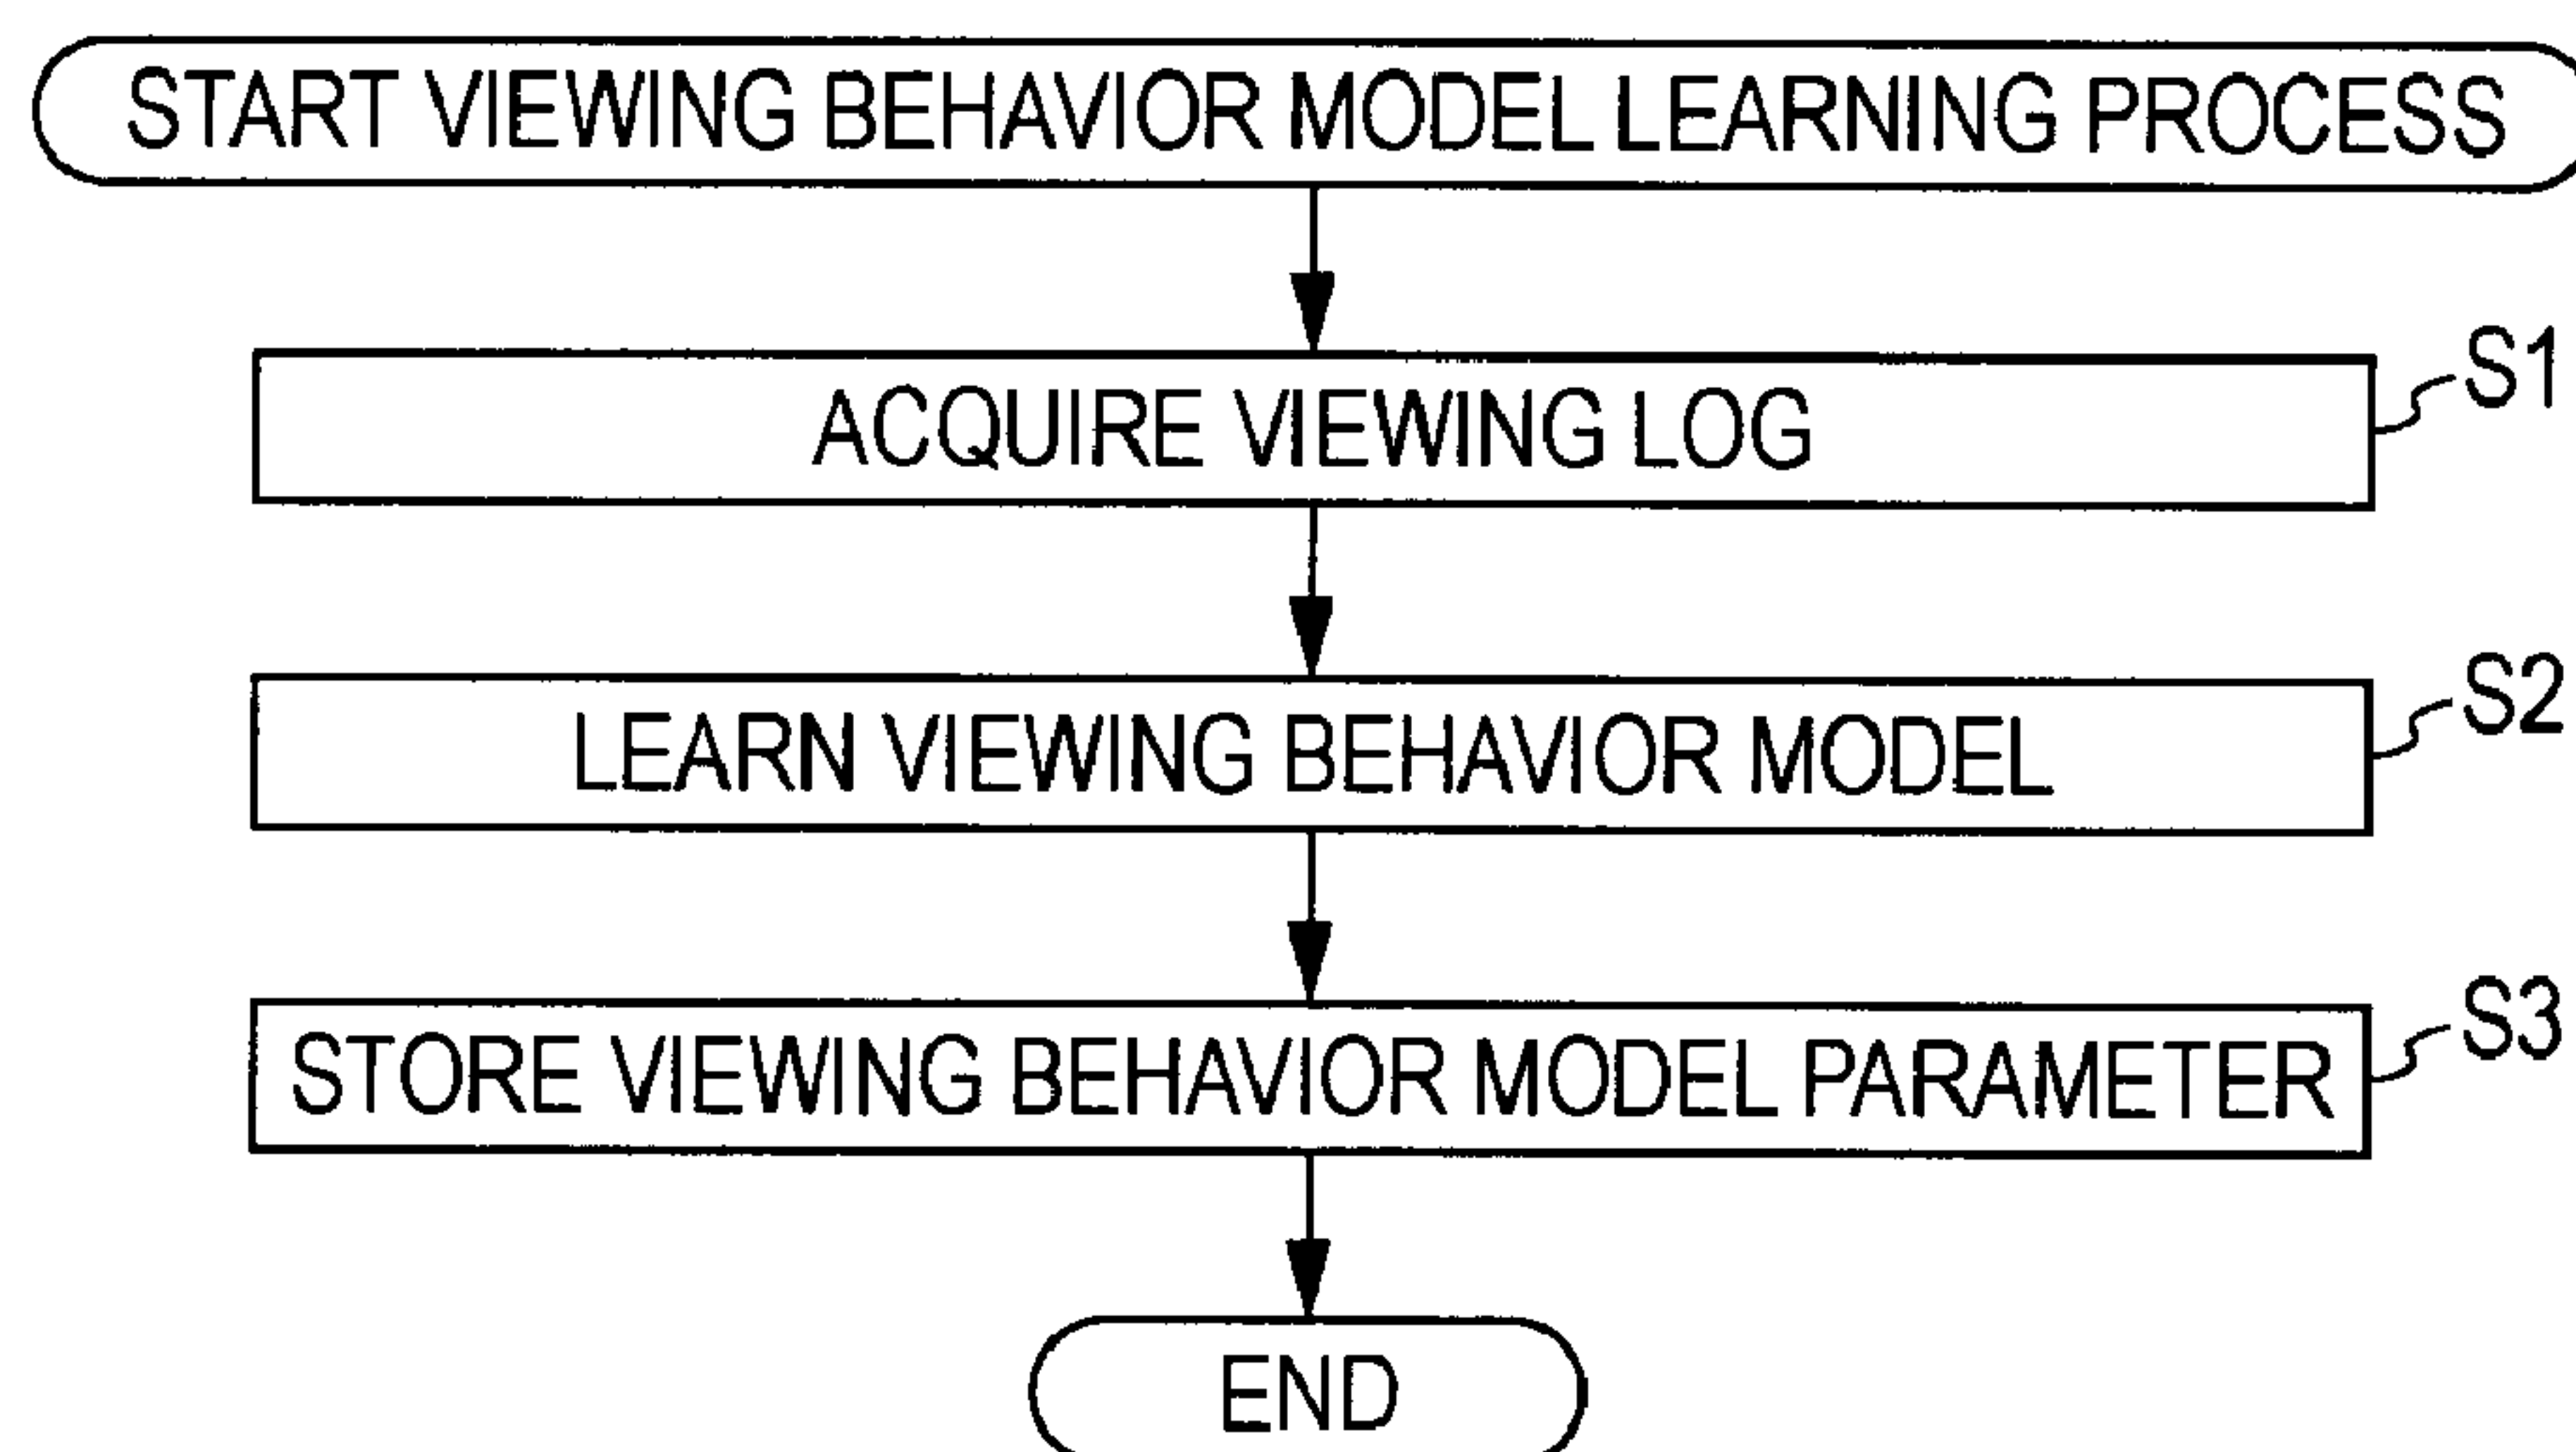 START VIEWING BEHAVIOR MODEL LEARNING PROCESS
ACQUIRE VIEWING LOG
S1
LEARN VIEWING BEHAVIOR MODEL
S2
STORE VIEWING BEHAVIOR MODEL PARAMETER
S3
END